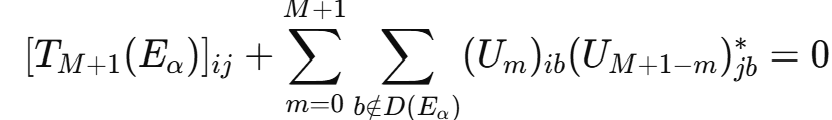 [T_{M+1}(E_α)]_{ij} + \sum_{m=0}^{M+1} \sum_{b∉D(E_α)} (U_m)_{ib}(U_{M+1-m})^*_{jb} = 0